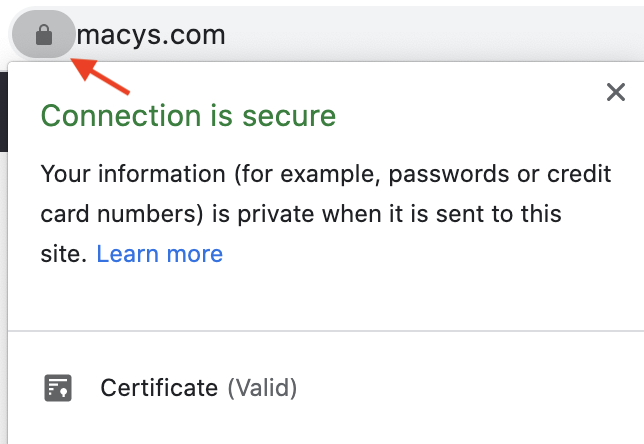 macys.com
Connection is secure
Your information (for example, passwords or credit
card numbers) is private when it is sent to this
site. Learn more
Certificate (Valid)